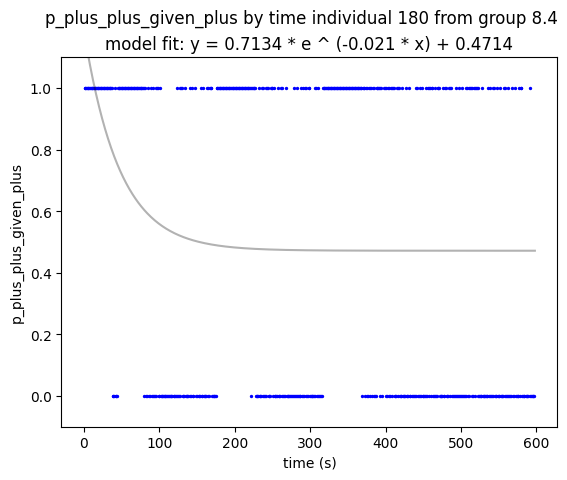 p_plus_plus_given_plus by time individual 180 from group 8.4
model fit: y = 0.7134 * e ^ (-0.021 * x) + 0.4714
p_plus_plus_given_plus
1.0
0.8
0.6
0.4
0.2
0.0
0 100 200 300 400 500 600
time (s)